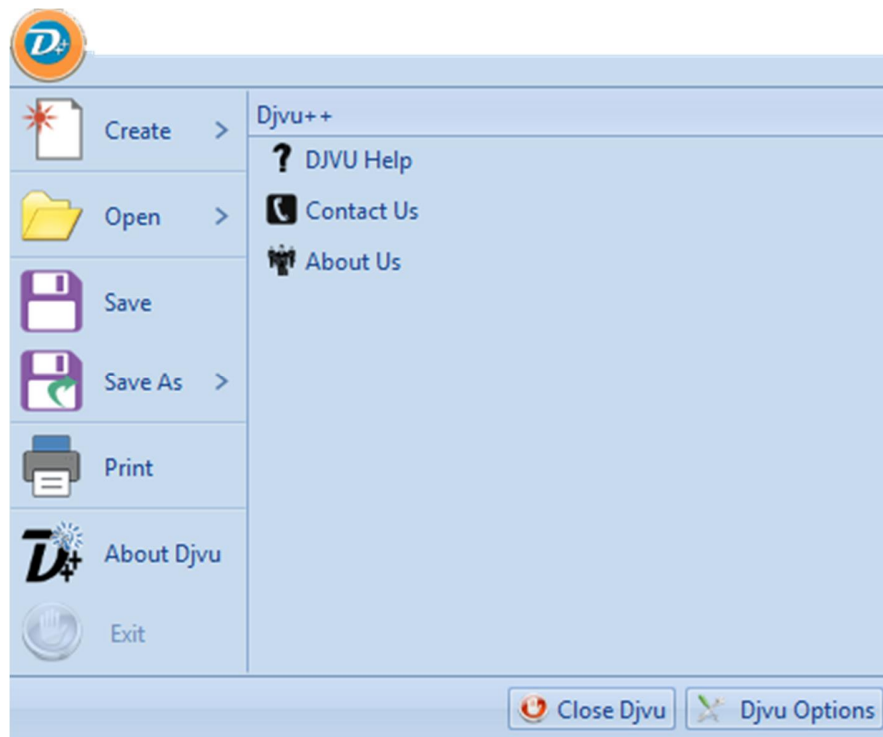 D++
Create
Open
Save
Save As
Print
D++
About Djvu
Exit
Djvu++
DJVU Help
Contact Us
About Us
Close Djvu
Djvu Options